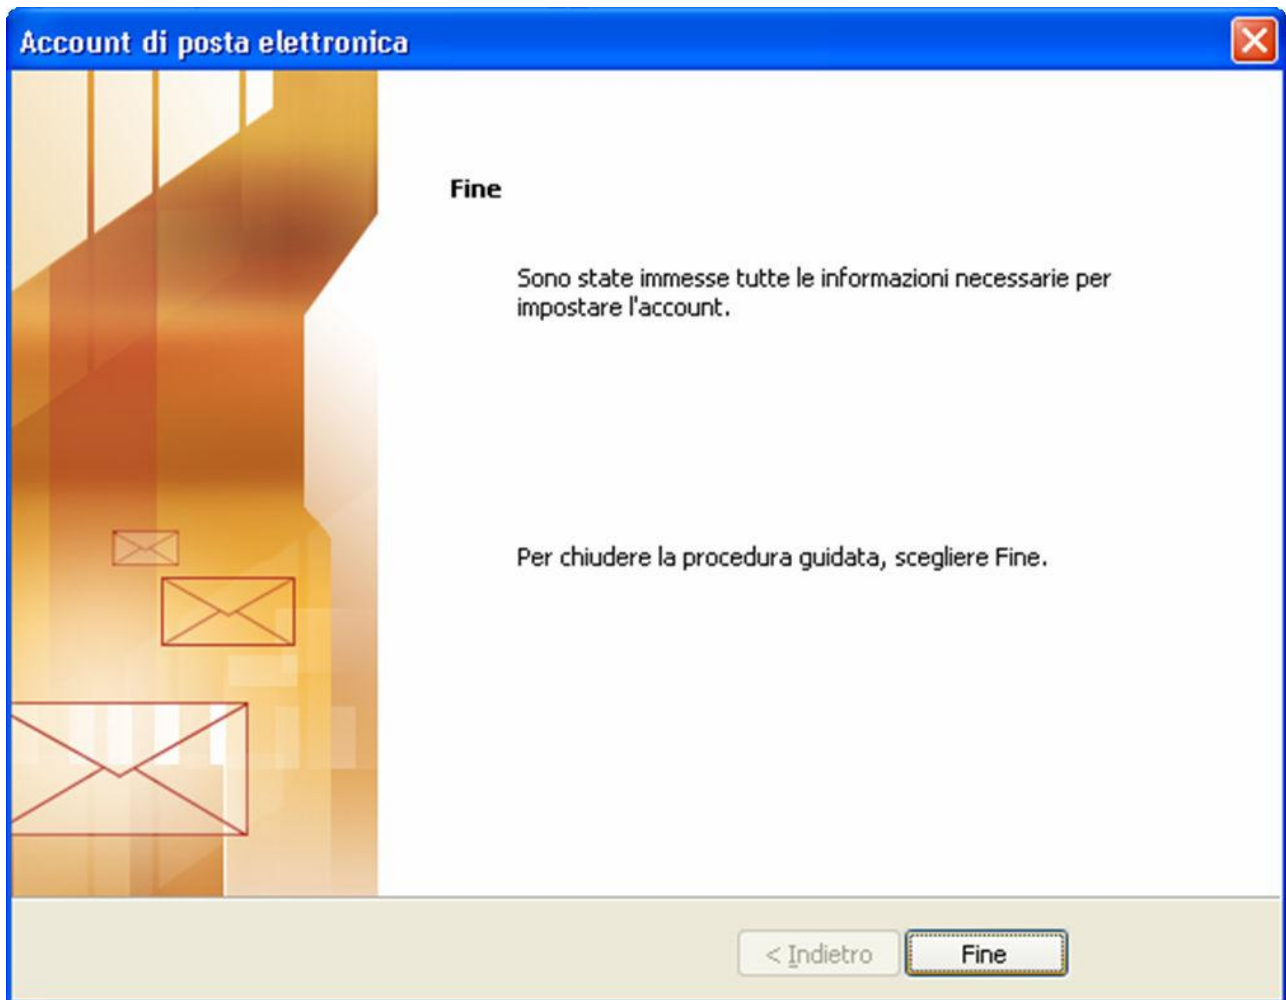 Account di posta elettronica
Fine
Sono state immesse tutte le informazioni necessarie per
impostare l'account.
Per chiudere la procedura guidata, scegliere Fine.
< Indietro
Fine